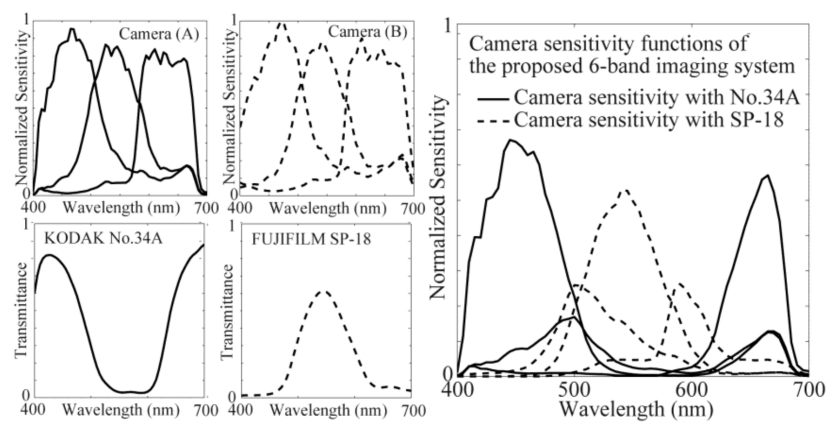 1
Camera (A)
Normalized Sensitivity
0
400
Wavelength (nm)
700
1
Camera (B)
Normalized Sensitivity
0
400
Wavelength (nm)
700
1
KODAK No.34A
Transmittance
0
400
Wavelength (nm)
700
1
FUJIFILM SP-18
Transmittance
0
400
Wavelength (nm)
700
1
Camera sensitivity functions of
the proposed 6-band imaging system
Camera sensitivity with No.34A
Camera sensitivity with SP-18
Normalized Sensitivity
0
400
500
600
700
Wavelength (nm)